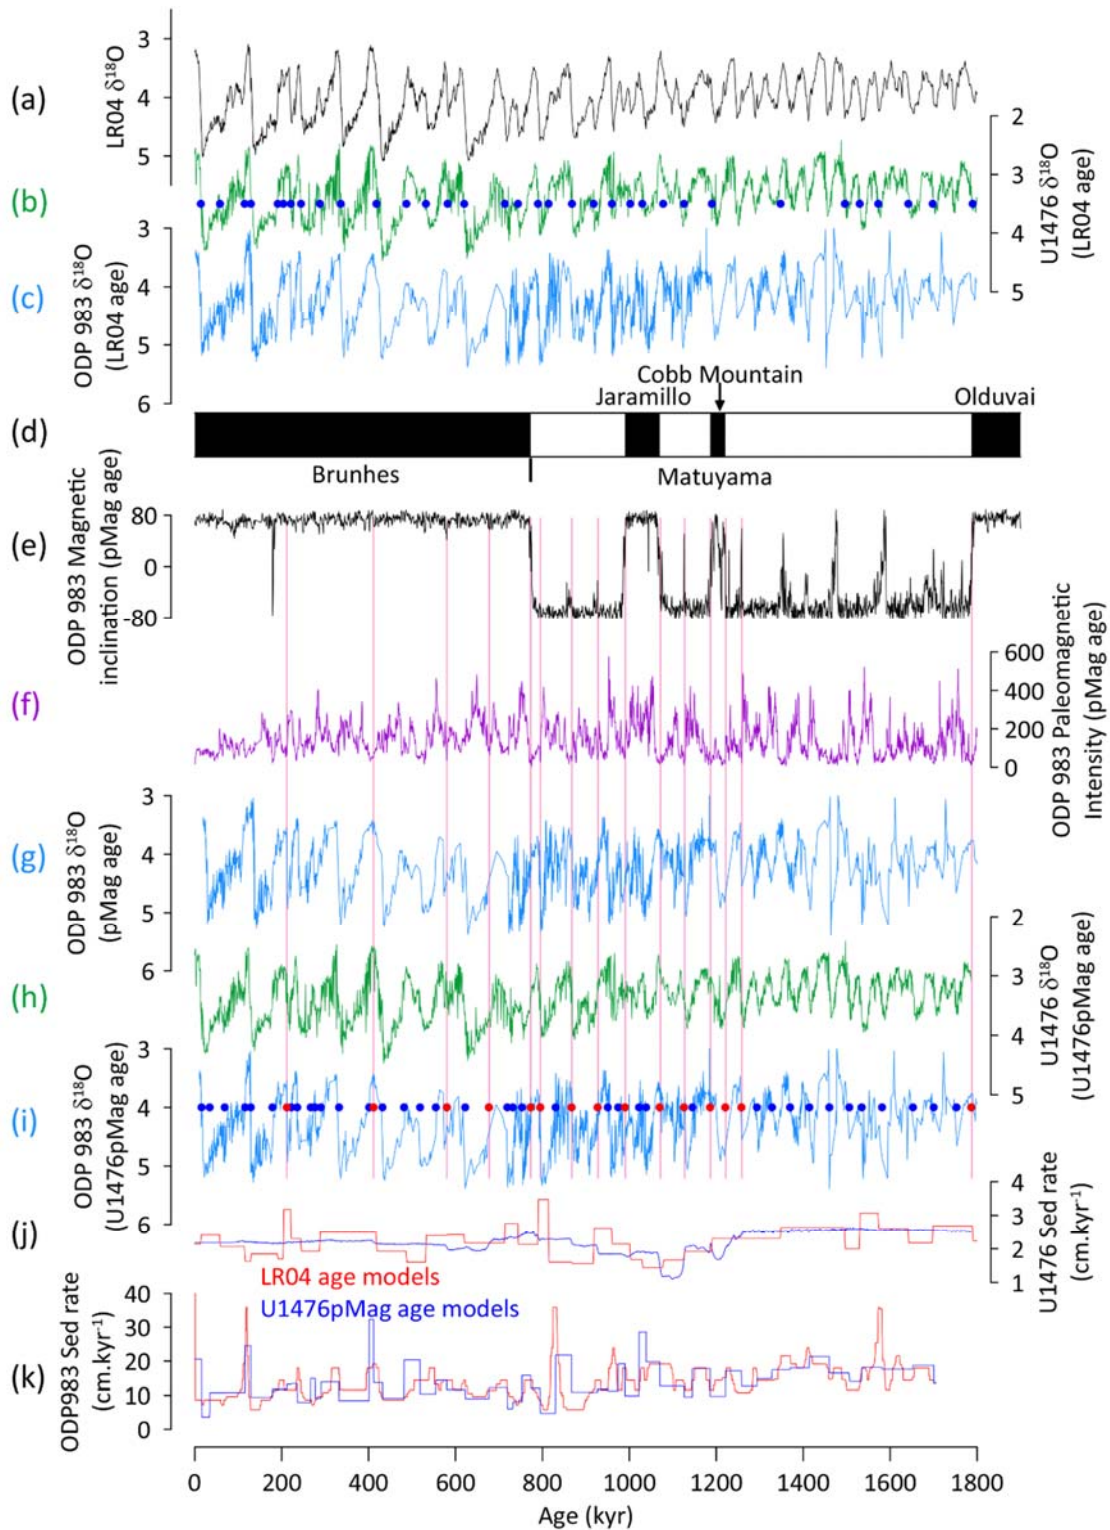 (a)
LR04 δ18O
3
4
5
2
3
4
5
U1476 δ18O
(LR04 age)
(b)
(c)
ODP 983 δ18O
(LR04 age)
3
4
5
6
Cobb Mountain
Jaramillo
Olduvai
(d)
Brunhes
Matuyama
(e)
ODP 983 Magnetic
inclination (pMag age)
80
0
-80
(f)
600
400
200
0
ODP 983 Paleomagnetic
Intensity (pMag age)
(g)
ODP 983 δ18O
(pMag age)
3
4
5
6
(h)
2
3
4
5
U1476 δ18O
(U1476pMag age)
(i)
ODP 983 δ18O
(U1476pMag age)
3
4
5
6
(j)
4
3
2
1
U1476 Sed rate
(cm.kyr-1)
LR04 age models
U1476pMag age models
(k)
ODP983 Sed rate
(cm.kyr-1)
40
30
20
10
0
0 200 400 600 800 1000 1200 1400 1600 1800
Age (kyr)